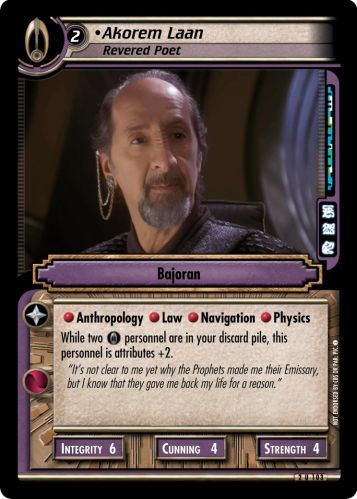 2
•Akorem Laan
Revered Poet
Bajoran
• Anthropology • Law • Navigation • Physics
While two personnel are in your discard pile, this
personnel is attributes +2.
"It's not clear to me yet why the Prophets made me their Emissary,
but I know that they gave me back my life for a reason."
INTEGRITY 6 CUNNING 4 STRENGTH 4
2 U 103